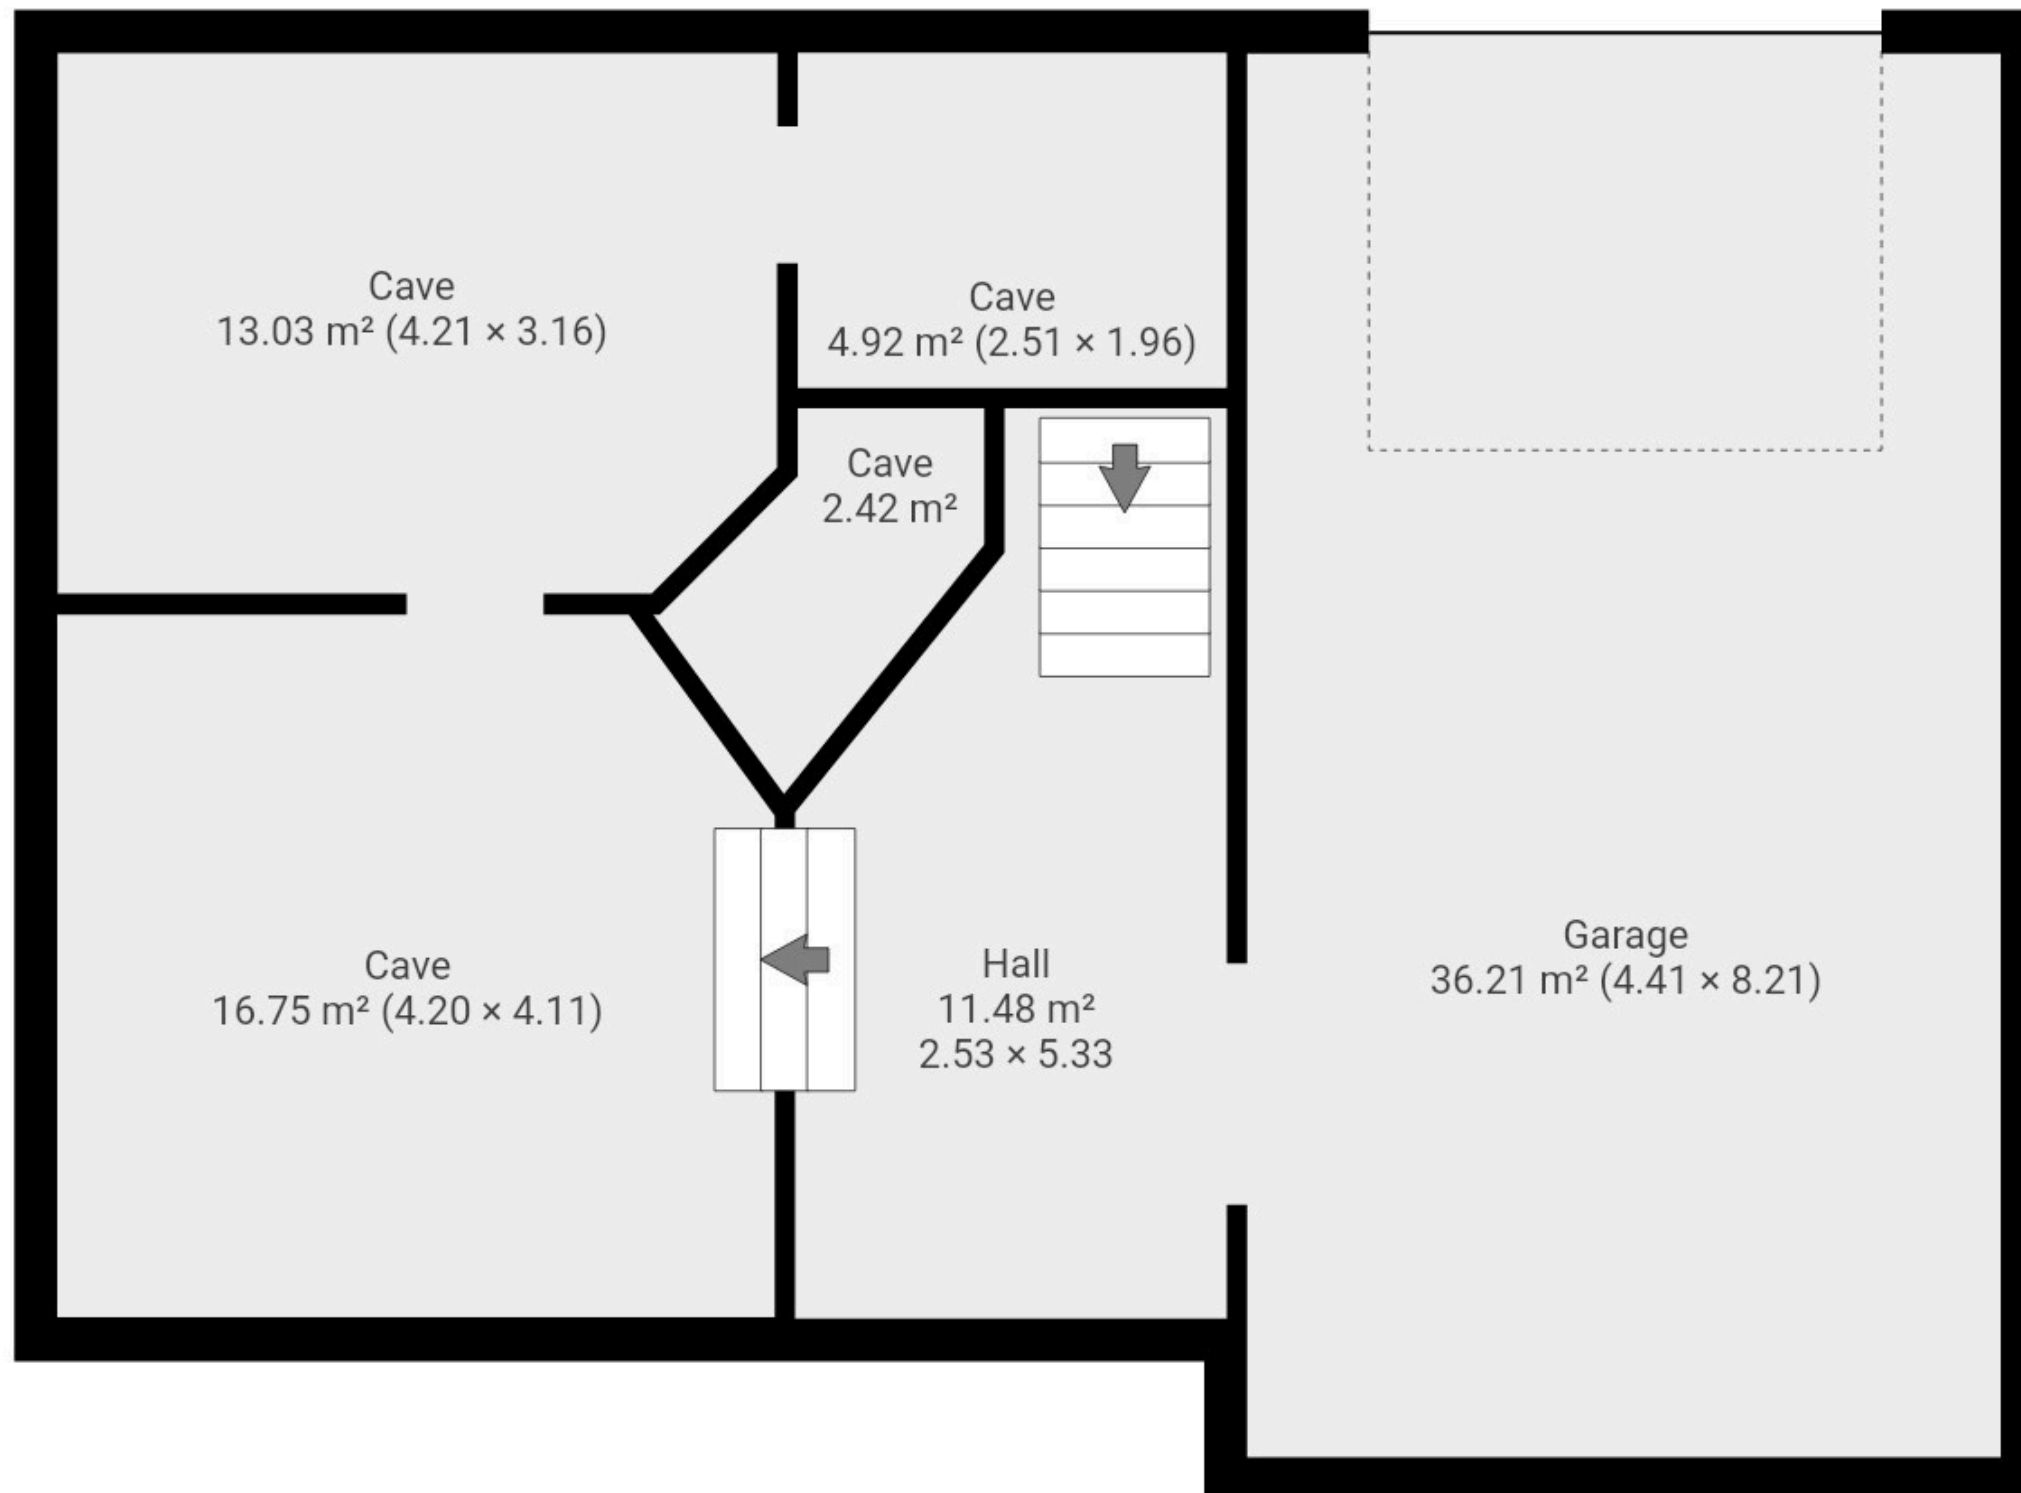 Cave
13.03 m² (4.21 × 3.16)
Cave
4.92 m² (2.51 × 1.96)
Cave
2.42 m²
Cave
16.75 m² (4.20 × 4.11)
Hall
11.48 m²
2.53 × 5.33
Garage
36.21 m² (4.41 × 8.21)